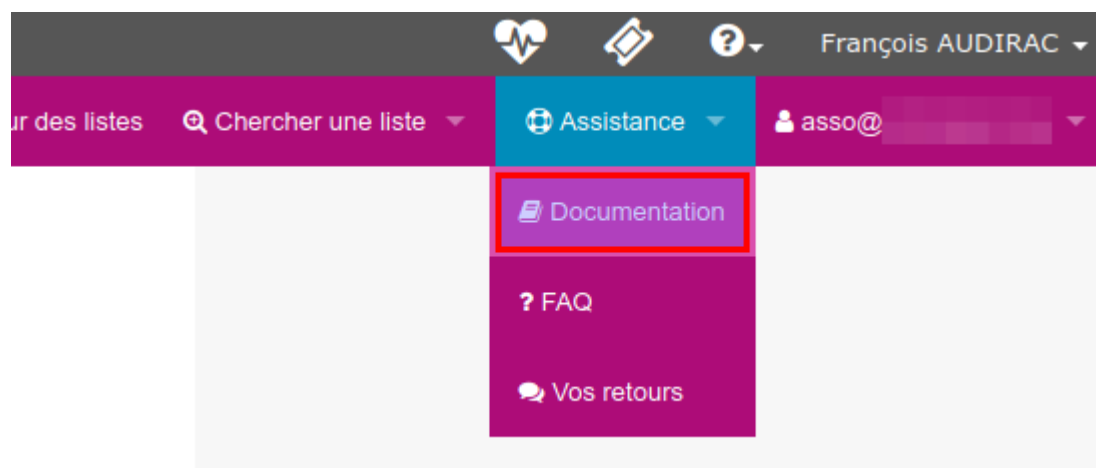 François AUDIRAC
ur des listes Chercher une liste Assistance asso@
Documentation
? FAQ
Vos retours